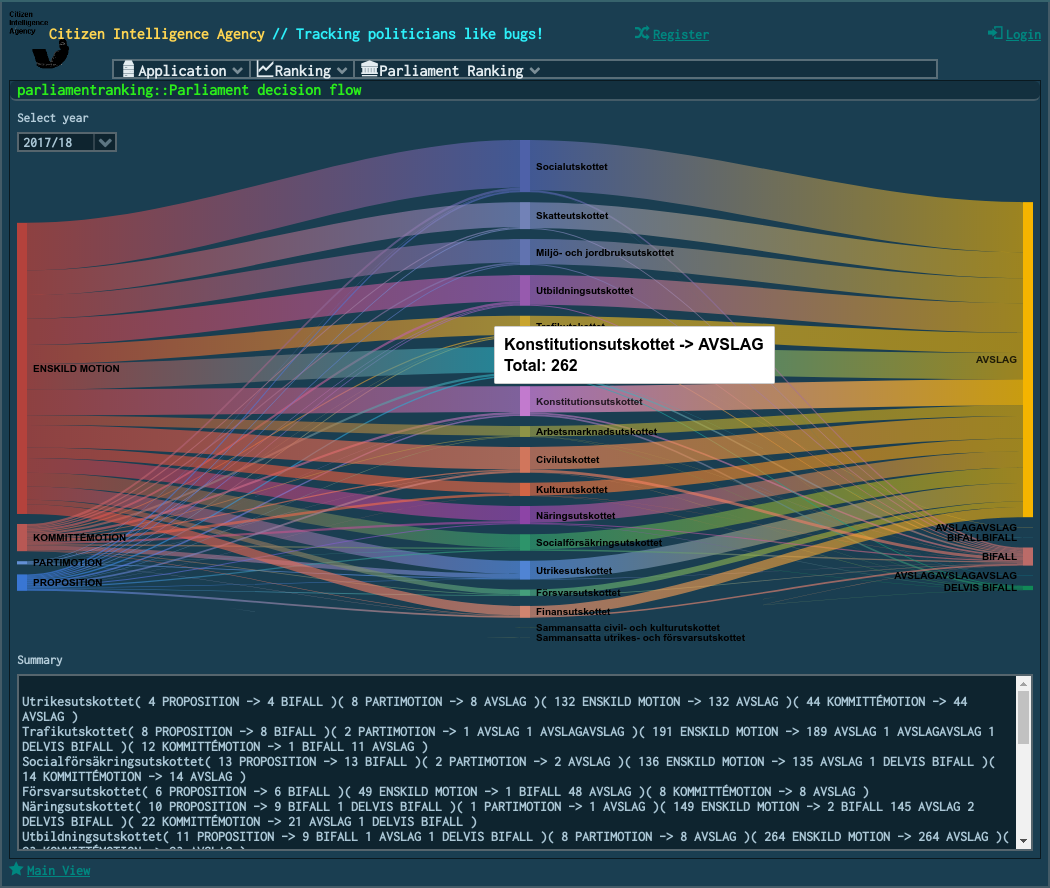 Citizen
Intelligence
Agency
Citizen Intelligence Agency // Tracking politicians like bugs!
Register
Login
Application
Ranking
Parliament Ranking
parliamentranking::Parliament decision flow
Select year
2017/18
Socialutskottet
Skatteutskottet
Miljö- och jordbruksutskottet
Utbildningsutskottet
Konstitutionsutskottet -> AVSLAG
Total: 262
AVSLAG
ENSKILD MOTION
Konstitutionsutskottet
Arbetsmarknadsutskottet
Civilutskottet
Kulturutskottet
Näringsutskottet
AVSLAGAVSLAG
KOMMITTÉMOTION
BIFALLBIFALL
Socialförsäkringsutskottet
BIFALL
PARTIMOTION
Utrikesutskottet
AVSLAGAVSLAGAVSLAG
PROPOSITION
DELVIS BIFALL
Försvarsutskottet
Finansutskottet
Sammansatta civil- och kulturutskottet
Sammansatta utrikes- och försvarsutskottet
Summary
Utrikesutskottet( 4 PROPOSITION -> 4 BIFALL )( 8 PARTIMOTION -> 8 AVSLAG )( 132 ENSKILD MOTION -> 132 AVSLAG )( 44 KOMMITTÉMOTION -> 44
AVSLAG )
Trafikutskottet( 8 PROPOSITION -> 8 BIFALL )( 2 PARTIMOTION -> 1 AVSLAG 1 AVSLAGAVSLAG )( 191 ENSKILD MOTION -> 189 AVSLAG 1 AVSLAGAVSLAG 1
DELVIS BIFALL )( 12 KOMMITTÉMOTION -> 1 BIFALL 11 AVSLAG )
Socialförsäkringsutskottet( 13 PROPOSITION -> 13 BIFALL )( 2 PARTIMOTION -> 2 AVSLAG )( 136 ENSKILD MOTION -> 135 AVSLAG 1 DELVIS BIFALL )(
14 KOMMITTÉMOTION -> 14 AVSLAG )
Försvarsutskottet( 6 PROPOSITION -> 6 BIFALL )( 49 ENSKILD MOTION -> 1 BIFALL 48 AVSLAG )( 8 KOMMITTÉMOTION -> 8 AVSLAG )
Näringsutskottet( 10 PROPOSITION -> 9 BIFALL 1 DELVIS BIFALL )( 1 PARTIMOTION -> 1 AVSLAG )( 149 ENSKILD MOTION -> 2 BIFALL 145 AVSLAG 2
DELVIS BIFALL )( 22 KOMMITTÉMOTION -> 21 AVSLAG 1 DELVIS BIFALL )
Utbildningsutskottet( 11 PROPOSITION -> 9 BIFALL 1 AVSLAG 1 DELVIS BIFALL )( 8 PARTIMOTION -> 8 AVSLAG )( 264 ENSKILD MOTION -> 264 AVSLAG )(
Main View